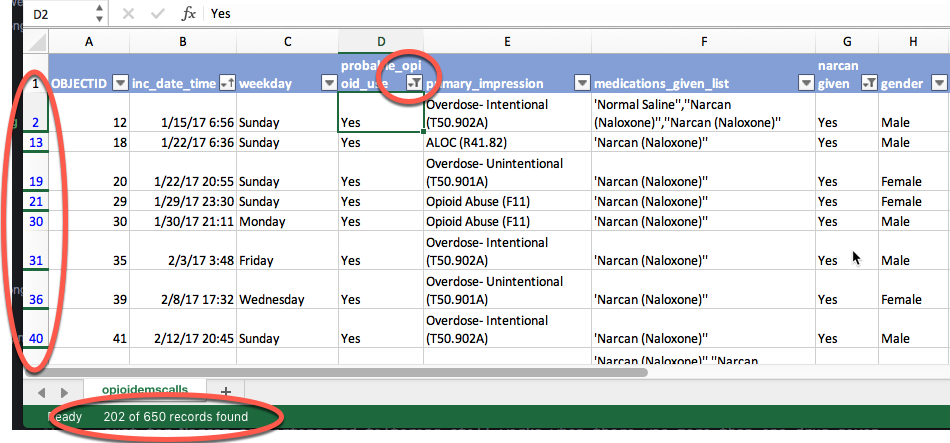 D2 fx Yes
A B C D E F G H
1 OBJECTID inc_date_time weekday probable_opi oid_use primary_impression medications_given_list narcan given gender
2 12 1/15/17 6:56 Sunday Yes Overdose- Intentional (T50.902A) 'Normal Saline","Narcan (Naloxone)","Narcan (Naloxone)" Yes Male
13 18 1/22/17 6:36 Sunday Yes ALOC (R41.82) 'Narcan (Naloxone)" Yes Male
19 20 1/22/17 20:55 Sunday Yes Overdose- Unintentional (T50.901A) 'Narcan (Naloxone)" Yes Female
21 29 1/29/17 23:30 Sunday Yes Opioid Abuse (F11) 'Narcan (Naloxone)" Yes Female
30 30 1/30/17 21:11 Monday Yes Opioid Abuse (F11) 'Narcan (Naloxone)" Yes Male
31 35 2/3/17 3:48 Friday Yes Overdose- Intentional (T50.902A) 'Narcan (Naloxone)" Yes Male
36 39 2/8/17 17:32 Wednesday Yes Overdose- Unintentional (T50.901A) 'Narcan (Naloxone)" Yes Female
40 41 2/12/17 20:45 Sunday Yes Overdose- Intentional (T50.902A) 'Narcan (Naloxone)" Yes Male
'Narcan (Naloxone)" "Narcan
opioidemscalls +
Ready 202 of 650 records found